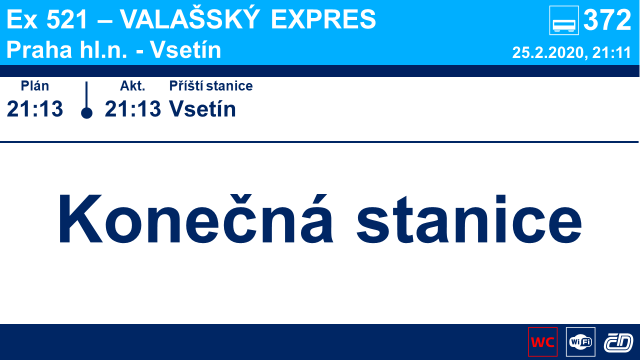 Ex 521 – VALAŠSKÝ EXPRES
372
Praha hl.n. - Vsetín
25.2.2020, 21:11
Plán Akt. Příští stanice
21:13 21:13 Vsetín
Konečná stanice
WC WiFi ČD